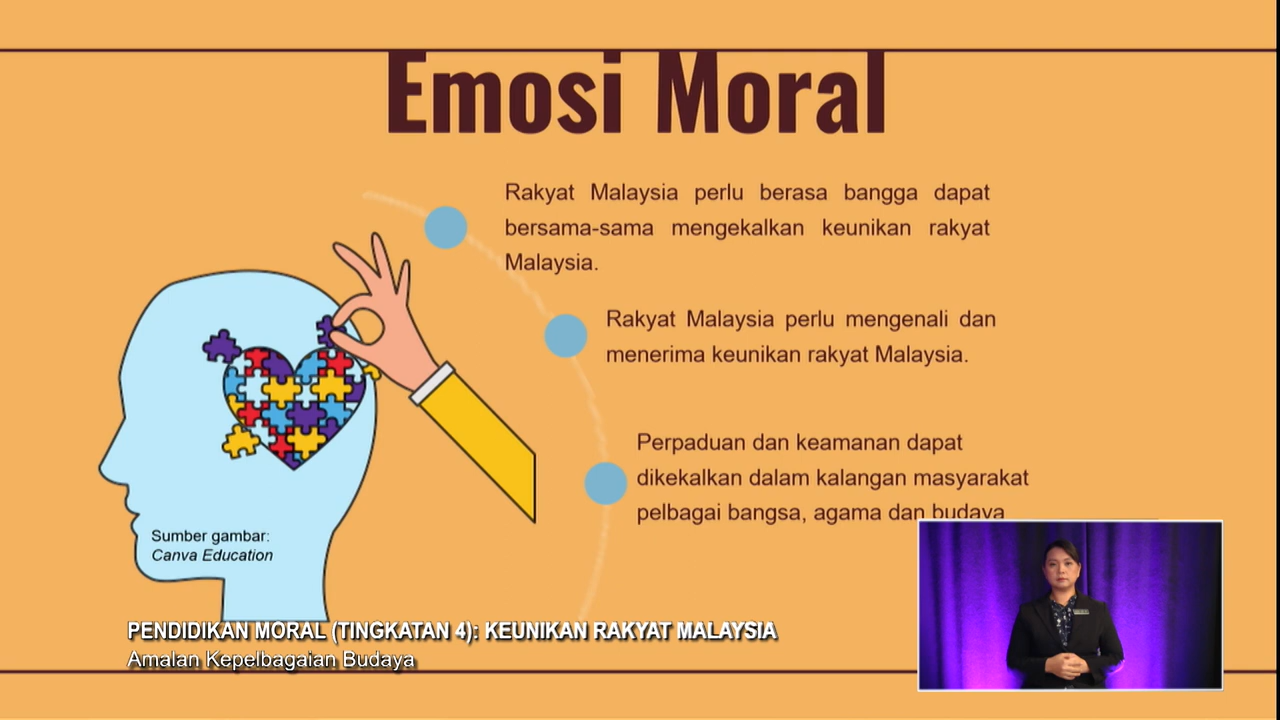 Emosi Moral
Rakyat Malaysia perlu berasa bangga dapat
bersama-sama mengekalkan keunikan rakyat
Malaysia.
Rakyat Malaysia perlu mengenali dan
menerima keunikan rakyat Malaysia.
Perpaduan dan keamanan dapat
dikekalkan dalam kalangan masyarakat
pelbagai bangsa, agama dan budaya
Sumber gambar:
Canva Education
PENDIDIKAN MORAL (TINGKATAN 4): KEUNIKAN RAKYAT MALAYSIA
Amalan Kepelbagaian Budaya